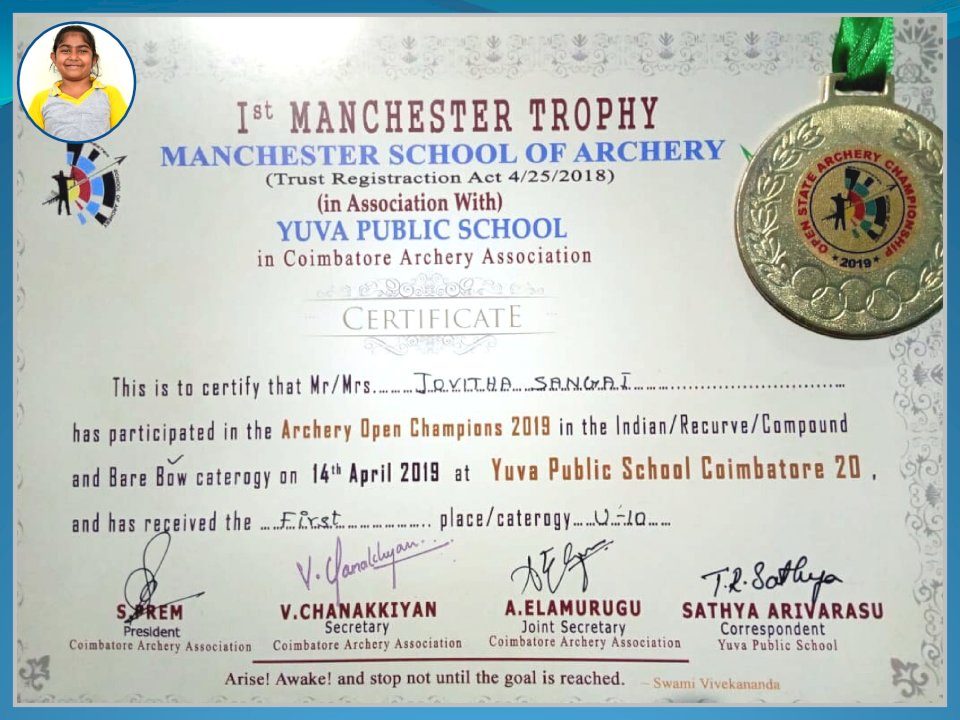 Ist MANCHESTER TROPHY
MANCHESTER SCHOOL OF ARCHERY
(Trust Registraction Act 4/25/2018)
(in Association With)
YUVA PUBLIC SCHOOL
in Coimbatore Archery Association
CERTIFICATE
OPEN STATE ARCHERY CHAMPIONSHIP
★ 2019 ★
This is to certify that Mr/Mrs. JOVITHA SANGAI
has participated in the Archery Open Champions 2019 in the Indian/Recurve/Compound
and Bare Bow caterogy on 14th April 2019 at Yuva Public School Coimbatore 20 ,
and has received the First place/caterogy U-10
V. Chanakhyan
T.R. Sathya
S.PREM V.CHANAKKIYAN A.ELAMURUGU SATHYA ARIVARASU
President Secretary Joint Secretary Correspondent
Coimbatore Archery Association Coimbatore Archery Association Coimbatore Archery Association Yuva Public School
Arise! Awake! and stop not until the goal is reached. – Swami Vivekananda